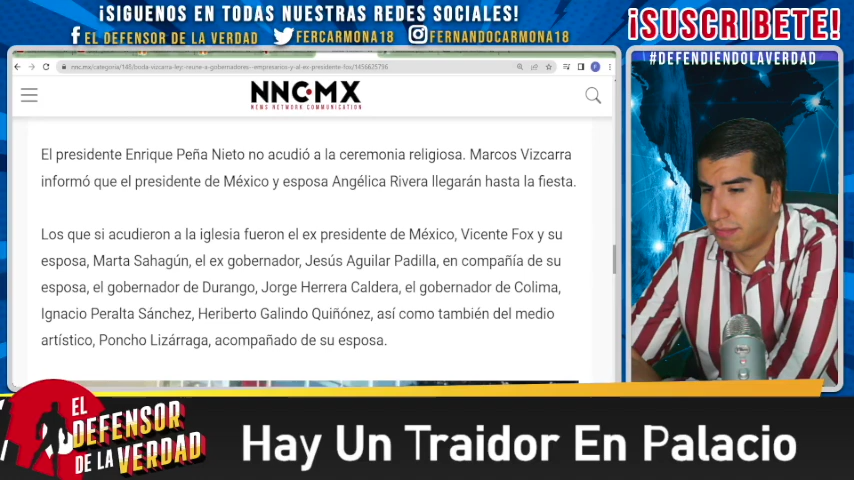 ¡SIGUENOS EN TODAS NUESTRAS REDES SOCIALES!
EL DEFENSOR DE LA VERDAD
FERCARMONA18
FERNANDOCARMONA18
¡SUSCRIBETE!
#DEFENDIENDOLAVERDAD
NNC.MX
NEWS NETWORK COMMUNICATION
El presidente Enrique Peña Nieto no acudió a la ceremonia religiosa. Marcos Vizcarra
informó que el presidente de México y esposa Angélica Rivera llegarán hasta la fiesta.
Los que si acudieron a la iglesia fueron el ex presidente de México, Vicente Fox y su
esposa, Marta Sahagún, el ex gobernador, Jesús Aguilar Padilla, en compañía de su
esposa, el gobernador de Durango, Jorge Herrera Caldera, el gobernador de Colima,
Ignacio Peralta Sánchez, Heriberto Galindo Quiñónez, así como también del medio
artístico, Poncho Lizárraga, acompañado de su esposa.
EL
DEFENSOR
DE LA VERDAD
Hay Un Traidor En Palacio